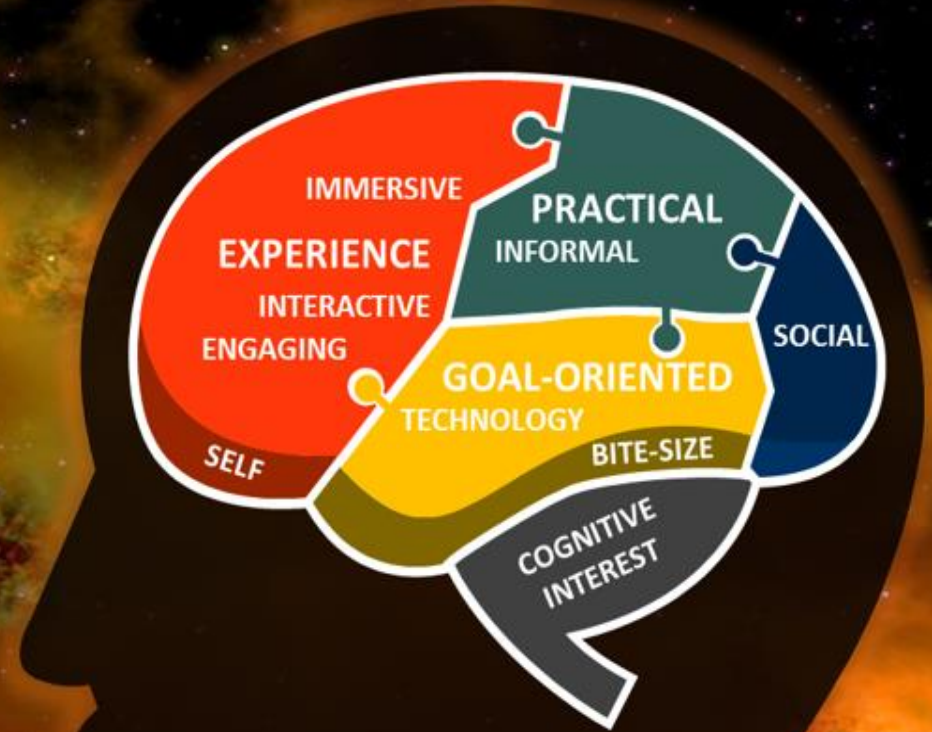 IMMERSIVE
EXPERIENCE
INTERACTIVE
ENGAGING
SELF
PRACTICAL
INFORMAL
SOCIAL
GOAL-ORIENTED
TECHNOLOGY
BITE-SIZE
COGNITIVE
INTEREST